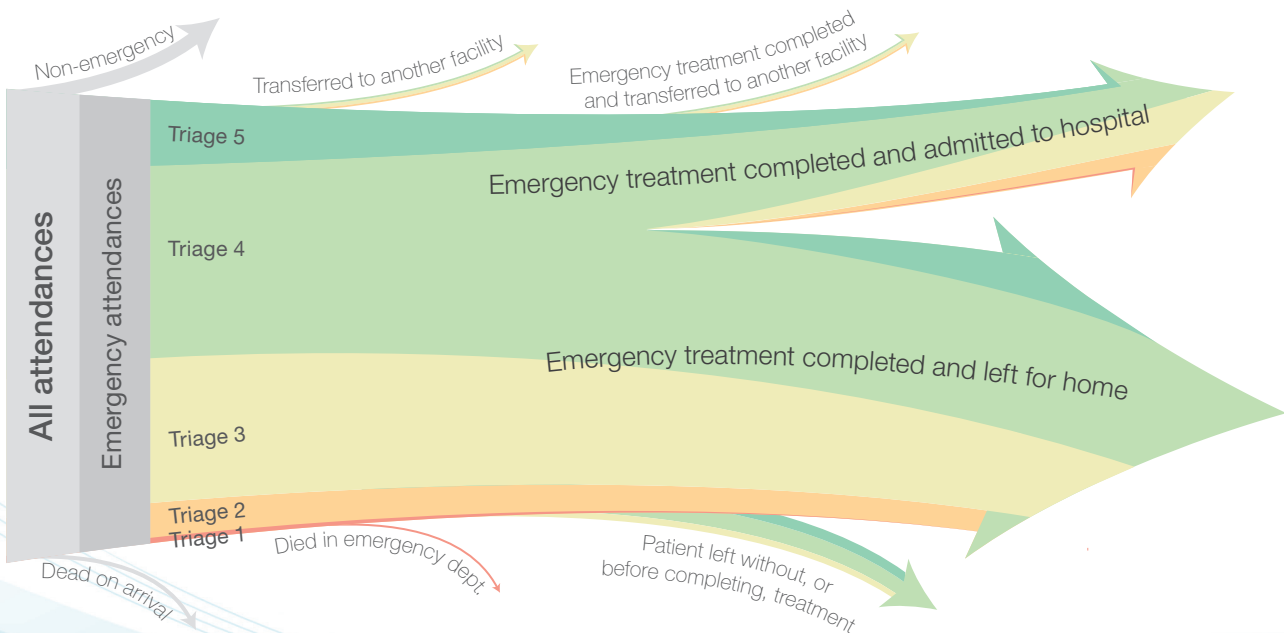 Non-emergency
Transferred to another facility
Emergency treatment completed
and transferred to another facility
All attendances
Emergency attendances
Triage 5
Triage 4
Triage 3
Triage 2
Triage 1
Emergency treatment completed and admitted to hospital
Emergency treatment completed and left for home
Dead on arrival
Died in emergency dept.
Patient left without, or
before completing, treatment